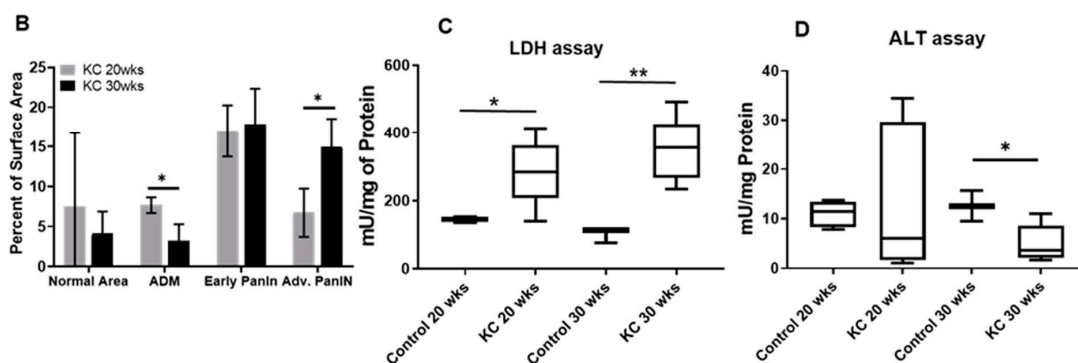 B
KC 20wks
KC 30wks
Percent of Surface Area
25
20
15
10
5
0
*
*
Normal Area ADM Early PanIn Adv. PanIN
C
LDH assay
mU/mg of Protein
600
400
200
0
*
**
Control 20 wks
KC 20 wks
Control 30 wks
KC 30 wks
D
ALT assay
mU/mg Protein
40
30
20
10
0
*
Control 20 wks
KC 20 wks
Control 30 wks
KC 30 wks